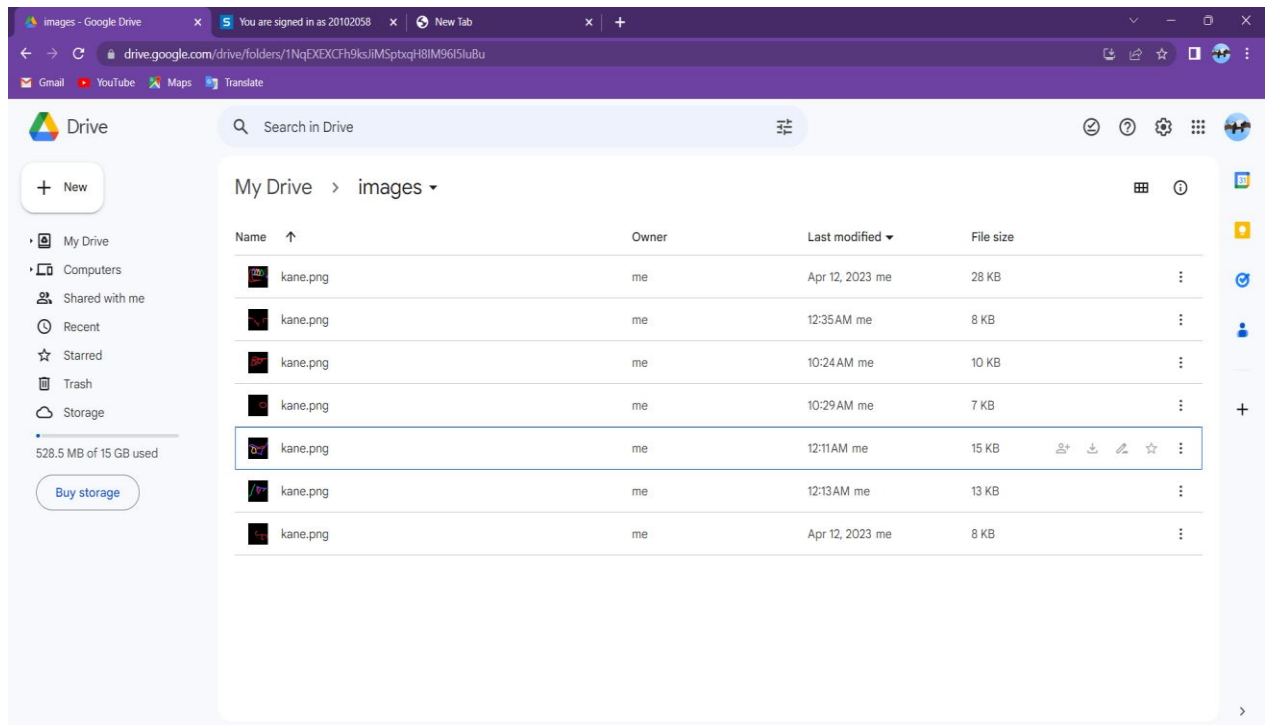 images - Google Drive
S You are signed in as 20102058
New Tab
drive.google.com/drive/folders/1NqEXEXCFh9ksJiMSptxqH8IM96I5IuBu
Gmail YouTube Maps Translate
Drive
Search in Drive
New
My Drive > images
31
Name Owner Last modified File size
My Drive
Computers
Shared with me
Recent
Starred
Trash
Storage
528.5 MB of 15 GB used
Buy storage
kane.png me Apr 12, 2023 me 28 KB
kane.png me 12:35 AM me 8 KB
kane.png me 10:24 AM me 10 KB
kane.png me 10:29 AM me 7 KB
kane.png me 12:11 AM me 15 KB
kane.png me 12:13 AM me 13 KB
kane.png me Apr 12, 2023 me 8 KB